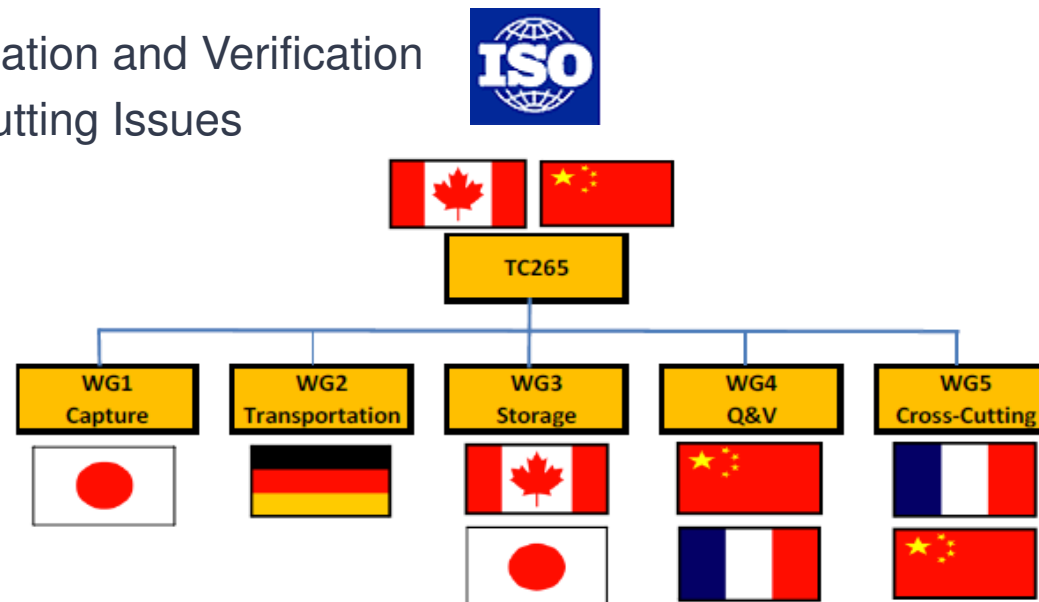 ation and Verification
utting Issues
ISO
TC265
WG1
Capture
WG2
Transportation
WG3
Storage
WG4
Q&V
WG5
Cross-Cutting